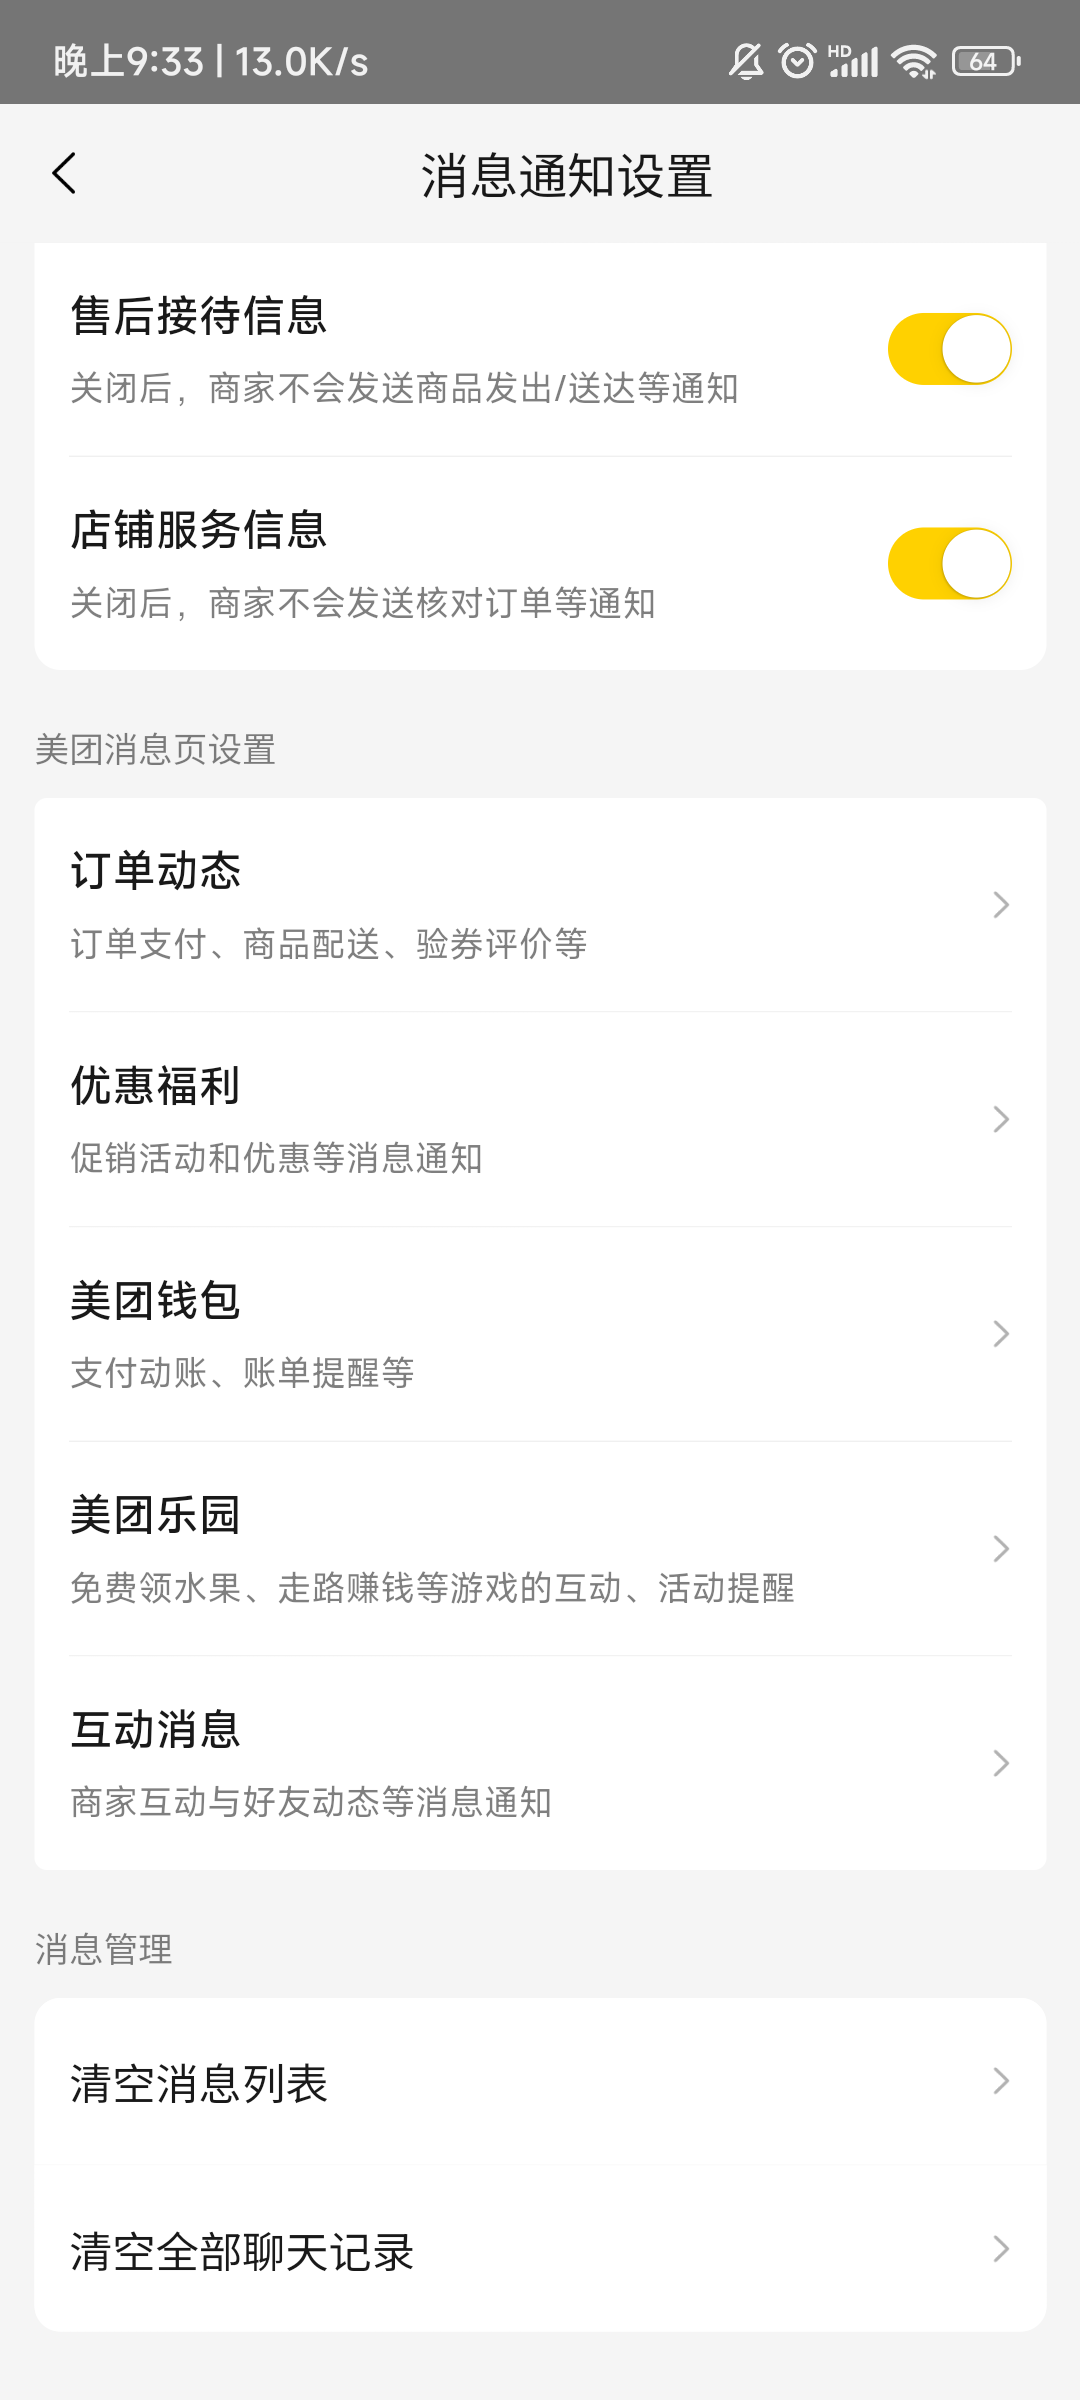 晚上9:33 | 13.0K/s
HD
64
消息通知设置
售后接待信息
关闭后，商家不会发送商品发出/送达等通知
店铺服务信息
关闭后，商家不会发送核对订单等通知
美团消息页设置
订单动态
订单支付、商品配送、验券评价等
优惠福利
促销活动和优惠等消息通知
美团钱包
支付动账、账单提醒等
美团乐园
免费领水果、走路赚钱等游戏的互动、活动提醒
互动消息
商家互动与好友动态等消息通知
消息管理
清空消息列表
清空全部聊天记录